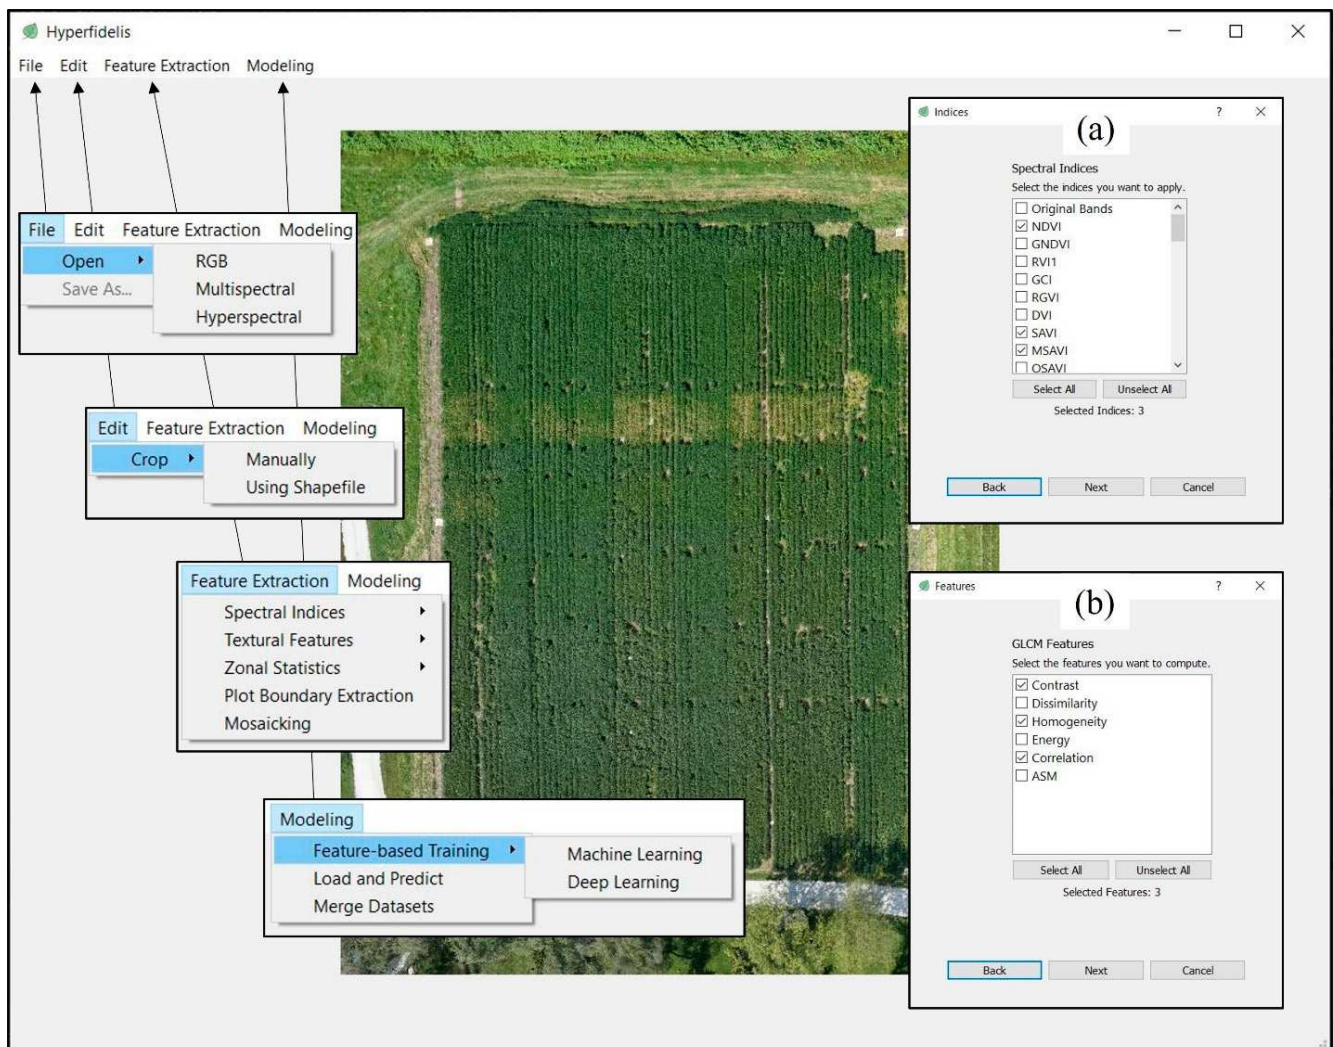 Hyperfidelis
File Edit Feature Extraction Modeling
File Edit Feature Extraction Modeling
Open RGB
Save As... Multispectral
Hyperspectral
Edit Feature Extraction Modeling
Crop Manually
Using Shapefile
Feature Extraction Modeling
Spectral Indices
Textural Features
Zonal Statistics
Plot Boundary Extraction
Mosaicking
Modeling
Feature-based Training Machine Learning
Load and Predict Deep Learning
Merge Datasets
Indices ?
(a)
Spectral Indices
Select the indices you want to apply.
Original Bands
NDVI
GNDVI
RVI1
GCI
RGVI
DVI
SAVI
MSAVI
OSAVI
Select All Unselect All
Selected Indices: 3
Back Next Cancel
Features ?
(b)
GLCM Features
Select the features you want to compute.
Contrast
Dissimilarity
Homogeneity
Energy
Correlation
ASM
Select All Unselect All
Selected Features: 3
Back Next Cancel